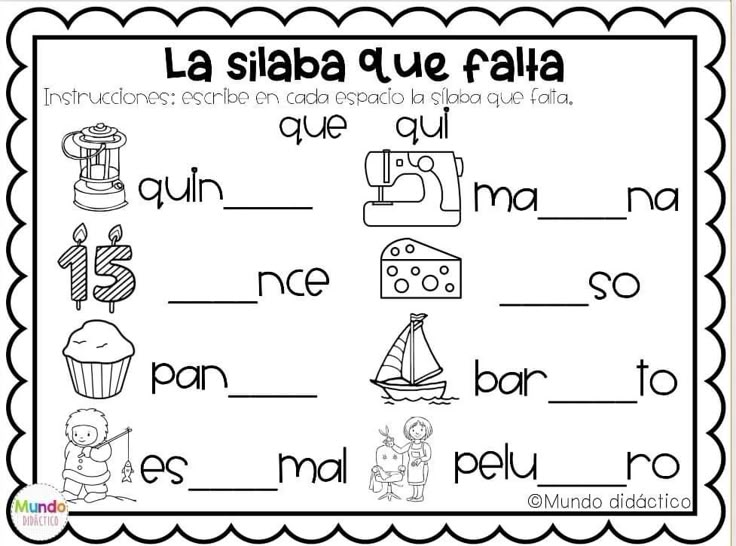 La silaba que falta
Instrucciones: escribe en cada espacio la sílaba que falta.
que qui
quin_____ ma_____na
15 _____nce _____so
pan_____ bar_____to
es_____mal pelu_____ro
©Mundo didáctico
Mundo
DIDÁCTICO